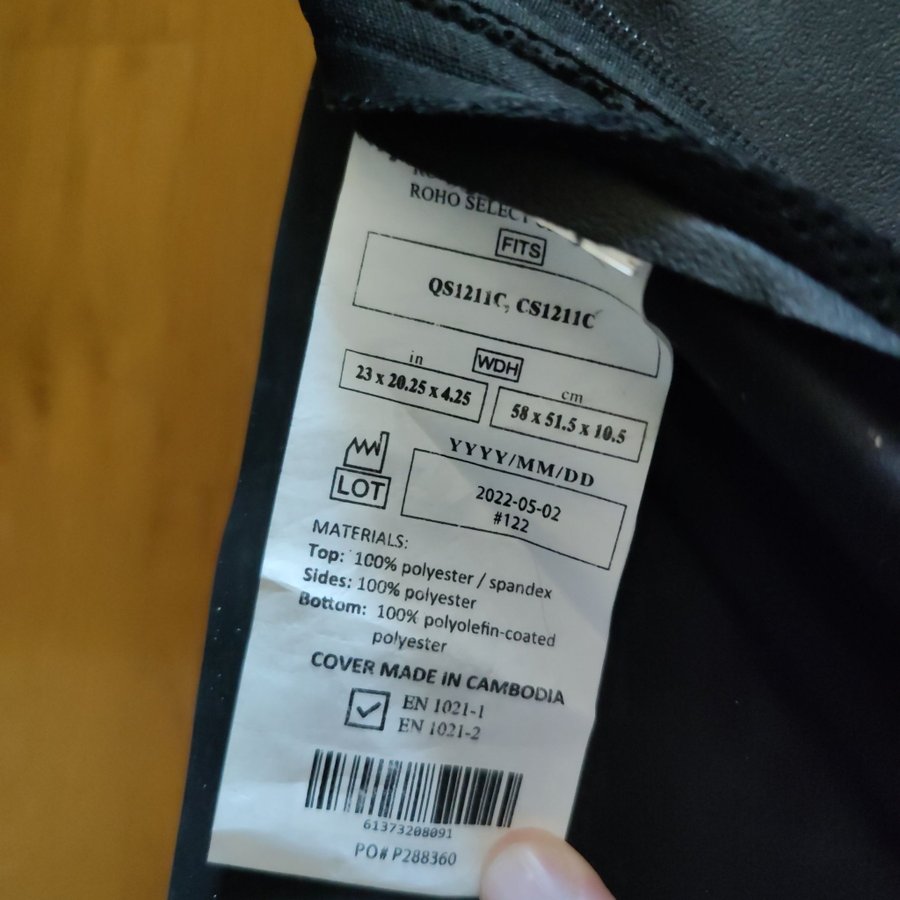 ROHO SELECT
FITS
QS1211C, CS1211C
WDH
in
23 x 20.25 x 4.25
cm
58 x 51.5 x 10.5
YYYY/MM/DD
LOT
2022-05-02
#122
MATERIALS:
Top: 100% polyester / spandex
Sides: 100% polyester
Bottom: 100% polyolefin-coated
polyester
COVER MADE IN CAMBODIA
EN 1021-1
EN 1021-2
61373208091
PO# P288360